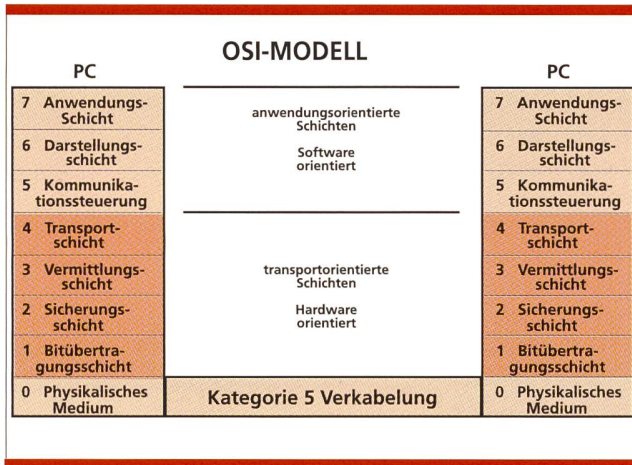 OSI-MODELL
PC
7 Anwendungs-
Schicht
6 Darstellungs-
schicht
5 Kommunika-
tionssteuerung
4 Transport-
schicht
3 Vermittlungs-
schicht
2 Sicherungs-
schicht
1 Bitübertra-
gungsschicht
0 Physikalisches
Medium
anwendungsorientierte
Schichten
Software
orientiert
transportorientierte
Schichten
Hardware
orientiert
Kategorie 5 Verkabelung
PC
7 Anwendungs-
Schicht
6 Darstellungs-
schicht
5 Kommunika-
tionssteuerung
4 Transport-
schicht
3 Vermittlungs-
schicht
2 Sicherungs-
schicht
1 Bitübertra-
gungsschicht
0 Physikalisches
Medium